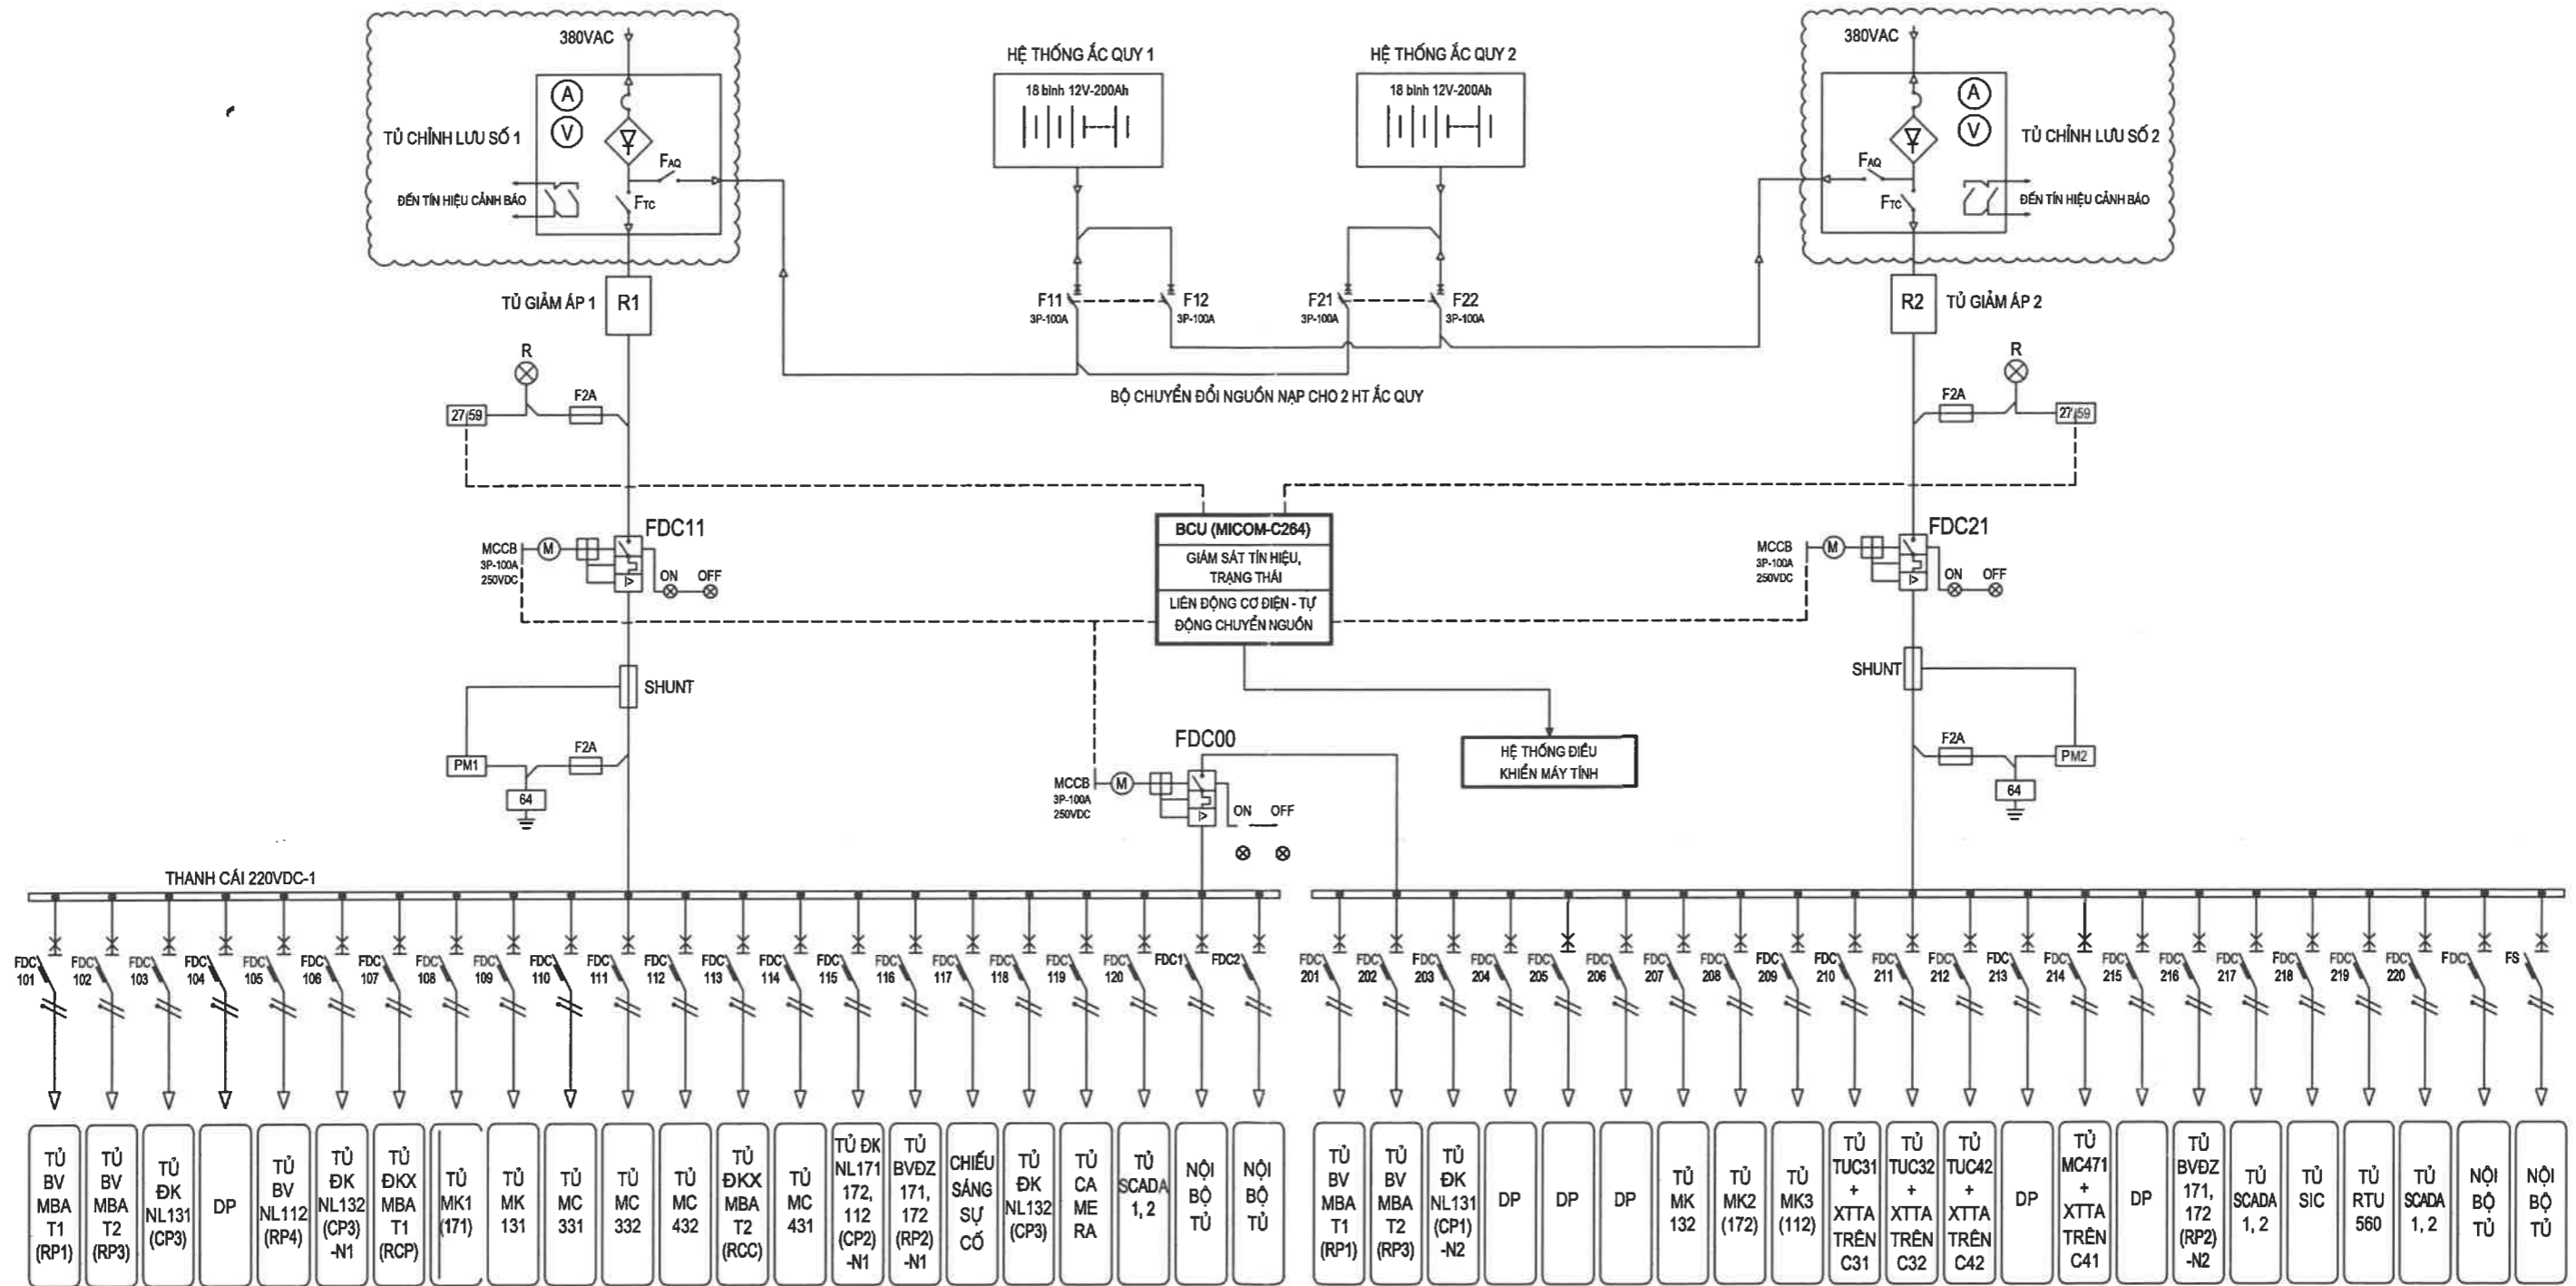 380VAC
A
V
TỦ CHỈNH LƯU SỐ 1
FAQ
FTC
ĐẾN TÍN HIỆU CẢNH BÁO
HỆ THỐNG ẮC QUY 1
18 bình 12V-200Ah
HỆ THỐNG ẮC QUY 2
18 bình 12V-200Ah
380VAC
A
V
TỦ CHỈNH LƯU SỐ 2
FAQ
FTC
ĐẾN TÍN HIỆU CẢNH BÁO
TỦ GIẢM ÁP 1
R1
F11
3P-100A
F12
3P-100A
F21
3P-100A
F22
3P-100A
R2
TỦ GIẢM ÁP 2
BỘ CHUYỂN ĐỔI NGUỒN NẠP CHO 2 HT ẮC QUY
R
F2A
27/59
R
F2A
27/59
FDC11
MCCB
3P-100A
250VDC
M
ON
OFF
BCU (MICOM-C264)
GIÁM SÁT TÍN HIỆU,
TRẠNG THÁI
LIÊN ĐỘNG CƠ ĐIỆN - TỰ
ĐỘNG CHUYỂN NGUỒN
FDC21
MCCB
3P-100A
250VDC
M
ON
OFF
SHUNT
PM1
F2A
64
FDC00
MCCB
3P-100A
250VDC
M
ON
OFF
HỆ THỐNG ĐIỀU
KHIỂN MÁY TÍNH
SHUNT
F2A
PM2
64
THANH CÁI 220VDC-1
FDC
101
FDC
102
FDC
103
FDC
104
FDC
105
FDC
106
FDC
107
FDC
108
FDC
109
FDC
110
FDC
111
FDC
112
FDC
113
FDC
114
FDC
115
FDC
116
FDC
117
FDC
118
FDC
119
FDC
120
FDC1
FDC2
FDC
201
FDC
202
FDC
203
FDC
204
FDC
205
FDC
206
FDC
207
FDC
208
FDC
209
FDC
210
FDC
211
FDC
212
FDC
213
FDC
214
FDC
215
FDC
216
FDC
217
FDC
218
FDC
219
FDC
220
FDC
FS
TỦ
BV
MBA
T1
(RP1)
TỦ
BV
MBA
T2
(RP3)
TỦ
ĐK
NL131
(CP3)
DP
TỦ
BV
NL112
(RP4)
TỦ
ĐK
NL132
(CP3)
-N1
TỦ
ĐKX
MBA
T1
(RCP)
TỦ
MK1
(171)
TỦ
MK
131
TỦ
MC
331
TỦ
MC
332
TỦ
MC
432
TỦ
ĐKX
MBA
T2
(RCC)
TỦ
MC
431
TỦ ĐK
NL171
172,
112
(CP2)
-N1
TỦ
BVĐZ
171,
172
(RP2)
-N1
CHIẾU
SÁNG
SỰ
CỐ
TỦ
ĐK
NL132
(CP3)
TỦ
CA
ME
RA
TỦ
SCADA
1, 2
NỘI
BỘ
TỦ
NỘI
BỘ
TỦ
TỦ
BV
MBA
T1
(RP1)
TỦ
BV
MBA
T2
(RP3)
TỦ
ĐK
NL131
(CP1)
-N2
DP
DP
DP
TỦ
MK
132
TỦ
MK2
(172)
TỦ
MK3
(112)
TỦ
TUC31
+
XTTA
TRÊN
C31
TỦ
TUC32
+
XTTA
TRÊN
C32
TỦ
TUC42
+
XTTA
TRÊN
C42
DP
TỦ
MC471
+
XTTA
TRÊN
C41
DP
TỦ
BVĐZ
171,
172
(RP2)
-N2
TỦ
SCADA
1, 2
TỦ
SIC
TỦ
RTU
560
TỦ
SCADA
1, 2
NỘI
BỘ
TỦ
NỘI
BỘ
TỦ